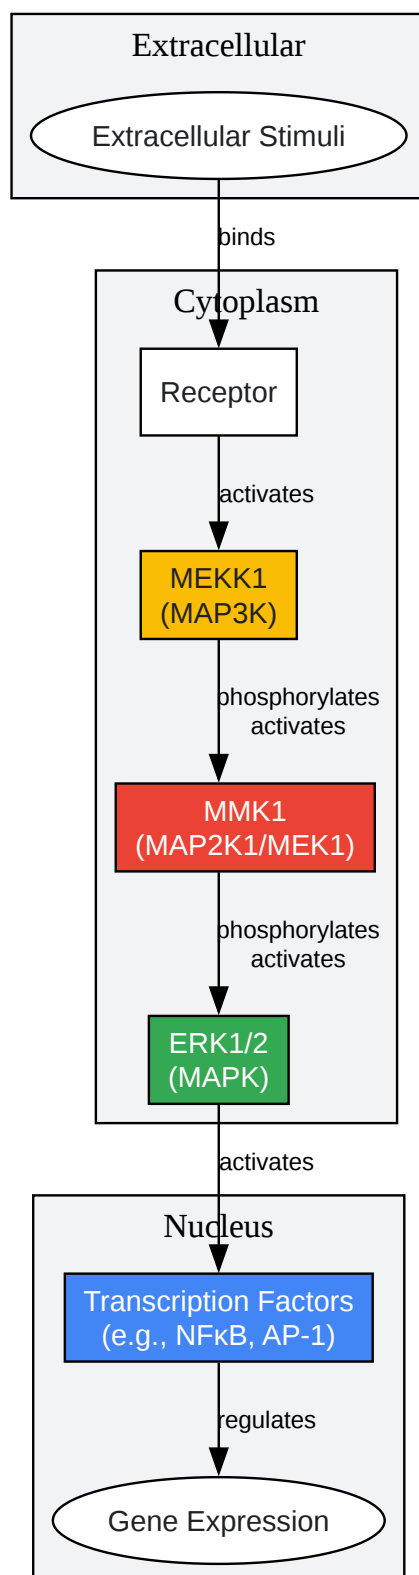 Extracellular
Extracellular Stimuli
binds
Cytoplasm
Receptor
activates
MEKK1
(MAP3K)
phosphorylates
activates
MMK1
(MAP2K1/MEK1)
phosphorylates
activates
ERK1/2
(MAPK)
activates
Nucleus
Transcription Factors
(e.g., NFκB, AP-1)
regulates
Gene Expression